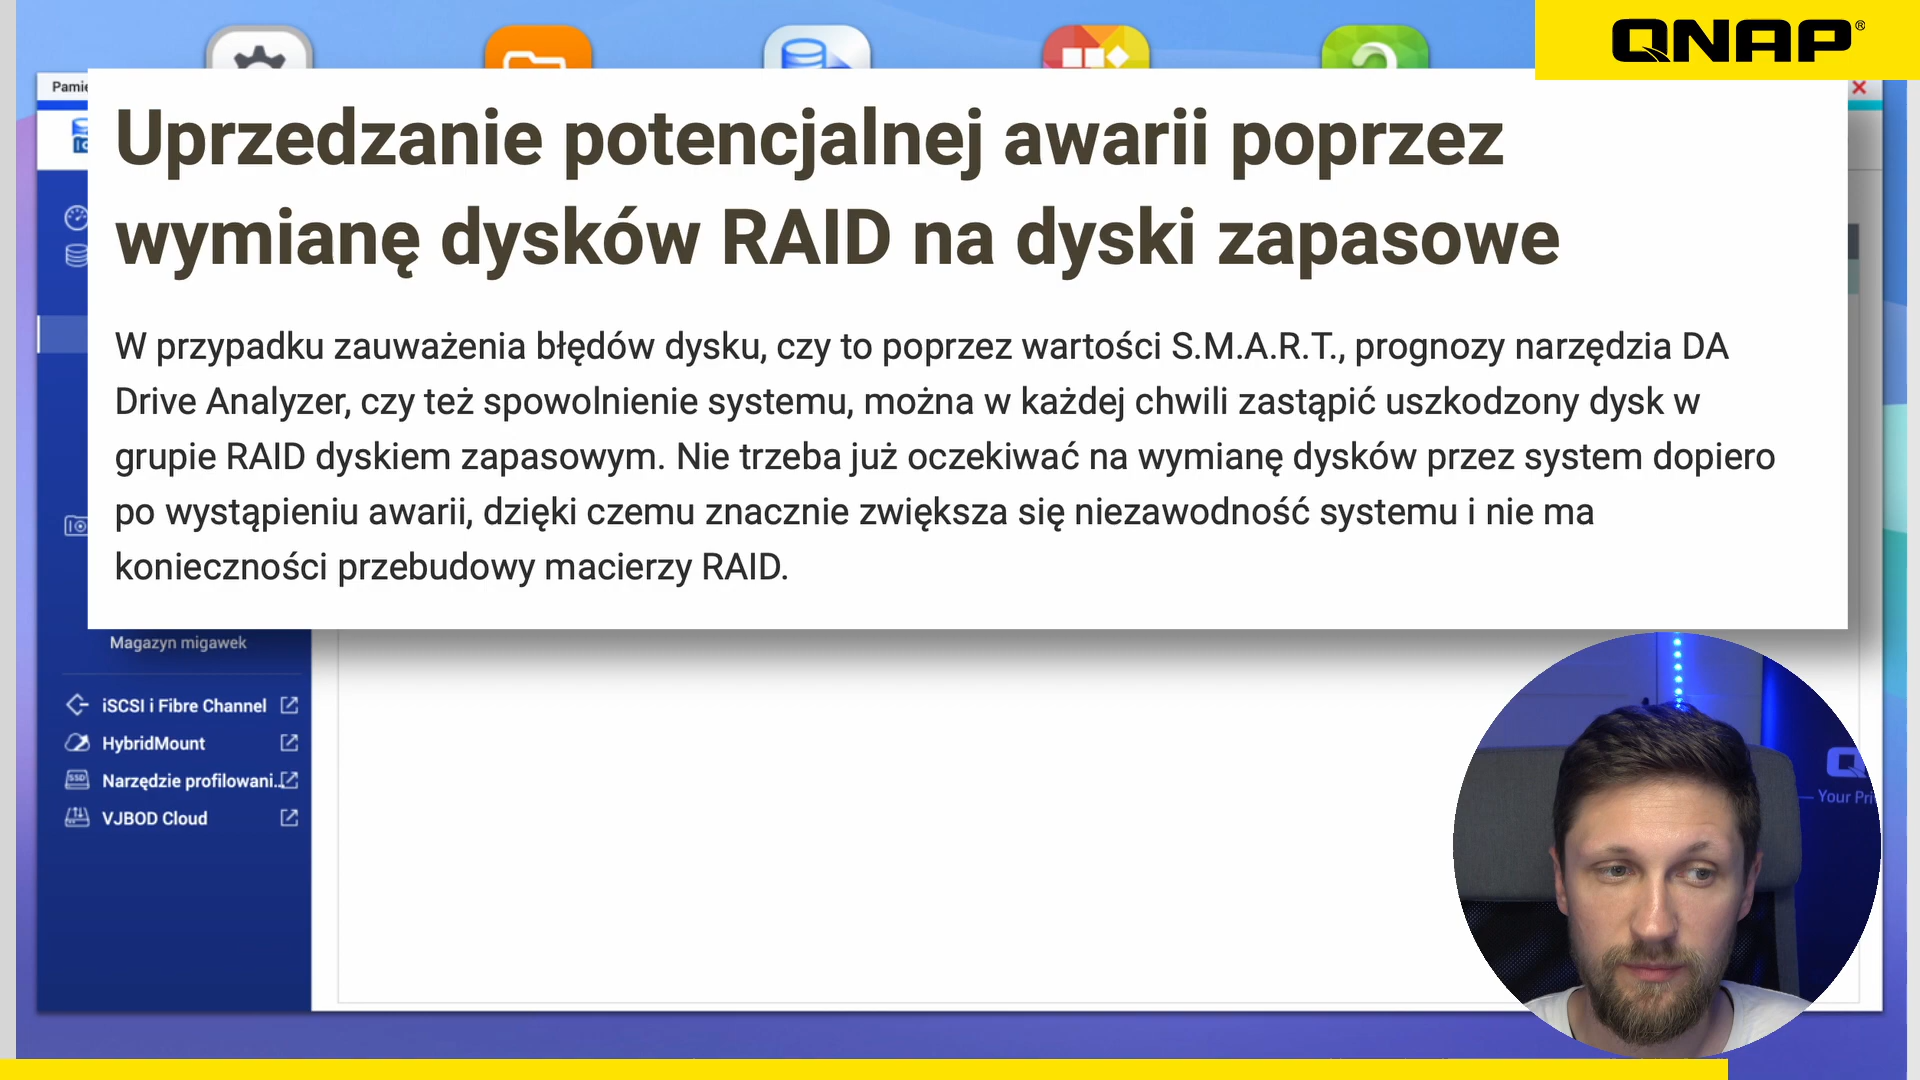 QNAP®
Uprzedzanie potencjalnej awarii poprzez
wymianę dysków RAID na dyski zapasowe
W przypadku zauważenia błędów dysku, czy to poprzez wartości S.M.A.R.T., prognozy narzędzia DA
Drive Analyzer, czy też spowolnienie systemu, można w każdej chwili zastąpić uszkodzony dysk w
grupie RAID dyskiem zapasowym. Nie trzeba już oczekiwać na wymianę dysków przez system dopiero
po wystąpieniu awarii, dzięki czemu znacznie zwiększa się niezawodność systemu i nie ma
konieczności przebudowy macierzy RAID.
Magazyn migawek
iSCSI i Fibre Channel
HybridMount
Narzędzie profilowani...
VJBOD Cloud
Your